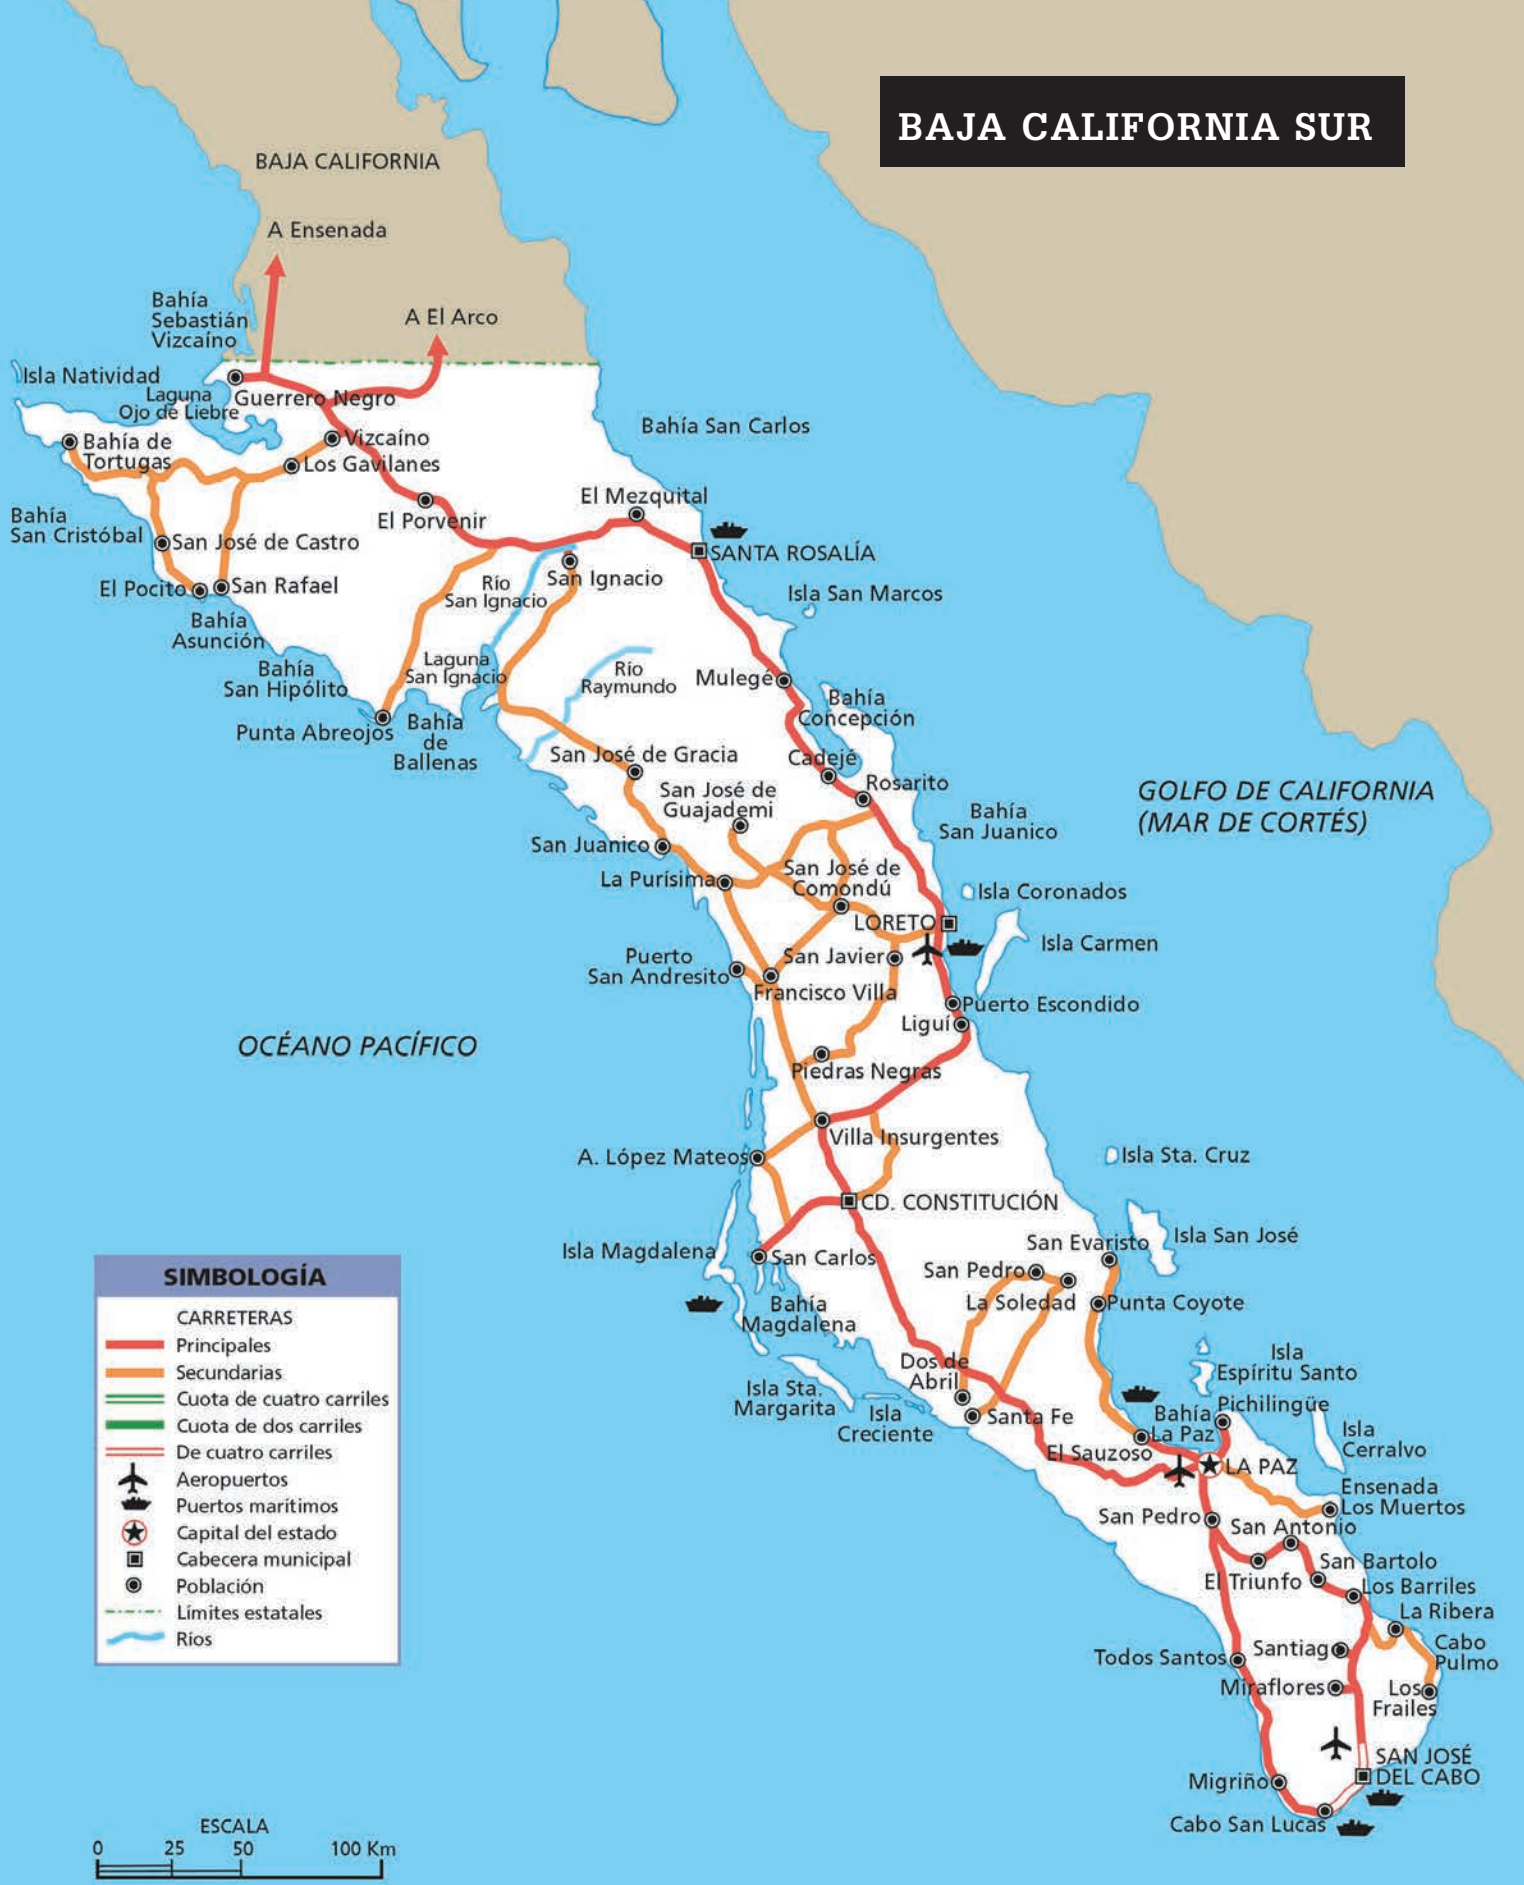 BAJA CALIFORNIA SUR
BAJA CALIFORNIA
A Ensenada
Bahía
Sebastián
Vizcaíno
A El Arco
Isla Natividad
Laguna
Ojo de Liebre
Guerrero Negro
Bahía San Carlos
Bahía de
Tortugas
Vizcaíno
Los Gavilanes
El Mezquital
El Porvenir
Bahía
San Cristóbal
San José de Castro
SANTA ROSALÍA
El Pocito
San Rafael
Río
San Ignacio
San Ignacio
Isla San Marcos
Bahía
Asunción
Bahía
San Hipólito
Laguna
San Ignacio
Río
Raymundo
Mulegé
Bahía
Concepción
Punta Abreojos
Bahía
de
Ballenas
San José de Gracia
Cadejé
Rosarito
San José de
Guajademi
GOLFO DE CALIFORNIA
(MAR DE CORTÉS)
Bahía
San Juanico
San Juanico
La Purísima
San José de
Comondú
Isla Coronados
LORETO
Isla Carmen
Puerto
San Andresito
San Javier
Francisco Villa
Puerto Escondido
Liguí
OCÉANO PACÍFICO
Piedras Negras
Villa Insurgentes
A. López Mateos
Isla Sta. Cruz
CD. CONSTITUCIÓN
Isla San José
San Evaristo
Isla Magdalena
San Carlos
San Pedro
La Soledad
Punta Coyote
Bahía
Magdalena
Isla
Espíritu Santo
Dos de
Abril
Isla Sta.
Margarita
Isla
Creciente
Santa Fe
Bahía
La Paz
Pichilingüe
Isla
Cerralvo
El Sauzoso
LA PAZ
Ensenada
Los Muertos
San Pedro
San Antonio
El Triunfo
San Bartolo
Los Barriles
La Ribera
Cabo
Pulmo
Todos Santos
Santiago
Miraflores
Los
Frailes
SAN JOSÉ
DEL CABO
Migriño
Cabo San Lucas
SIMBOLOGÍA
CARRETERAS
Principales
Secundarias
Cuota de cuatro carriles
Cuota de dos carriles
De cuatro carriles
Aeropuertos
Puertos maritimos
Capital del estado
Cabecera municipal
Población
Límites estatales
Rios
ESCALA
0 25 50 100 Km